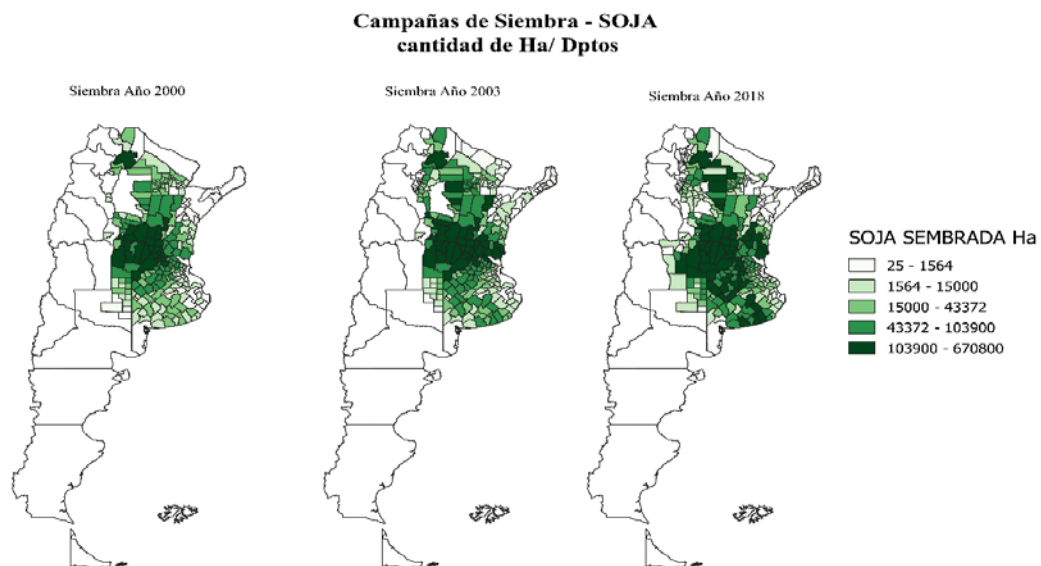 Campañas de Siembra - SOJA
cantidad de Ha/ Dptos
Siembra Año 2000
Siembra Año 2003
Siembra Año 2018
SOJA SEMBRADA Ha
25 - 1564
1564 - 15000
15000 - 43372
43372 - 103900
103900 - 670800